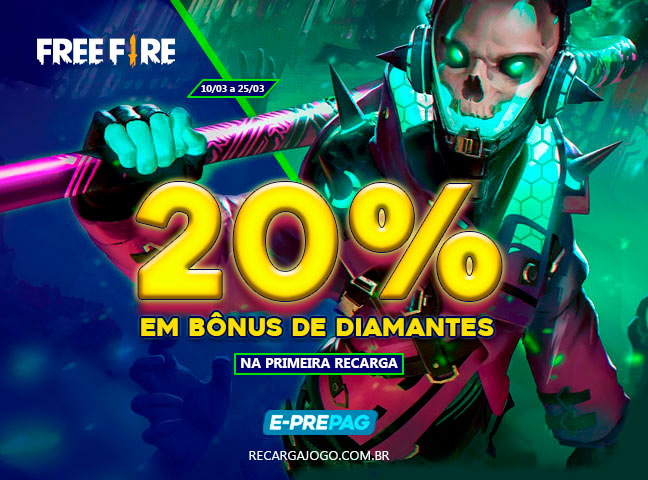 FREE FIRE
10/03 a 25/03
20%
EM BÔNUS DE DIAMANTES
NA PRIMEIRA RECARGA
E-PREPAG
RECARGAJOGO.COM.BR